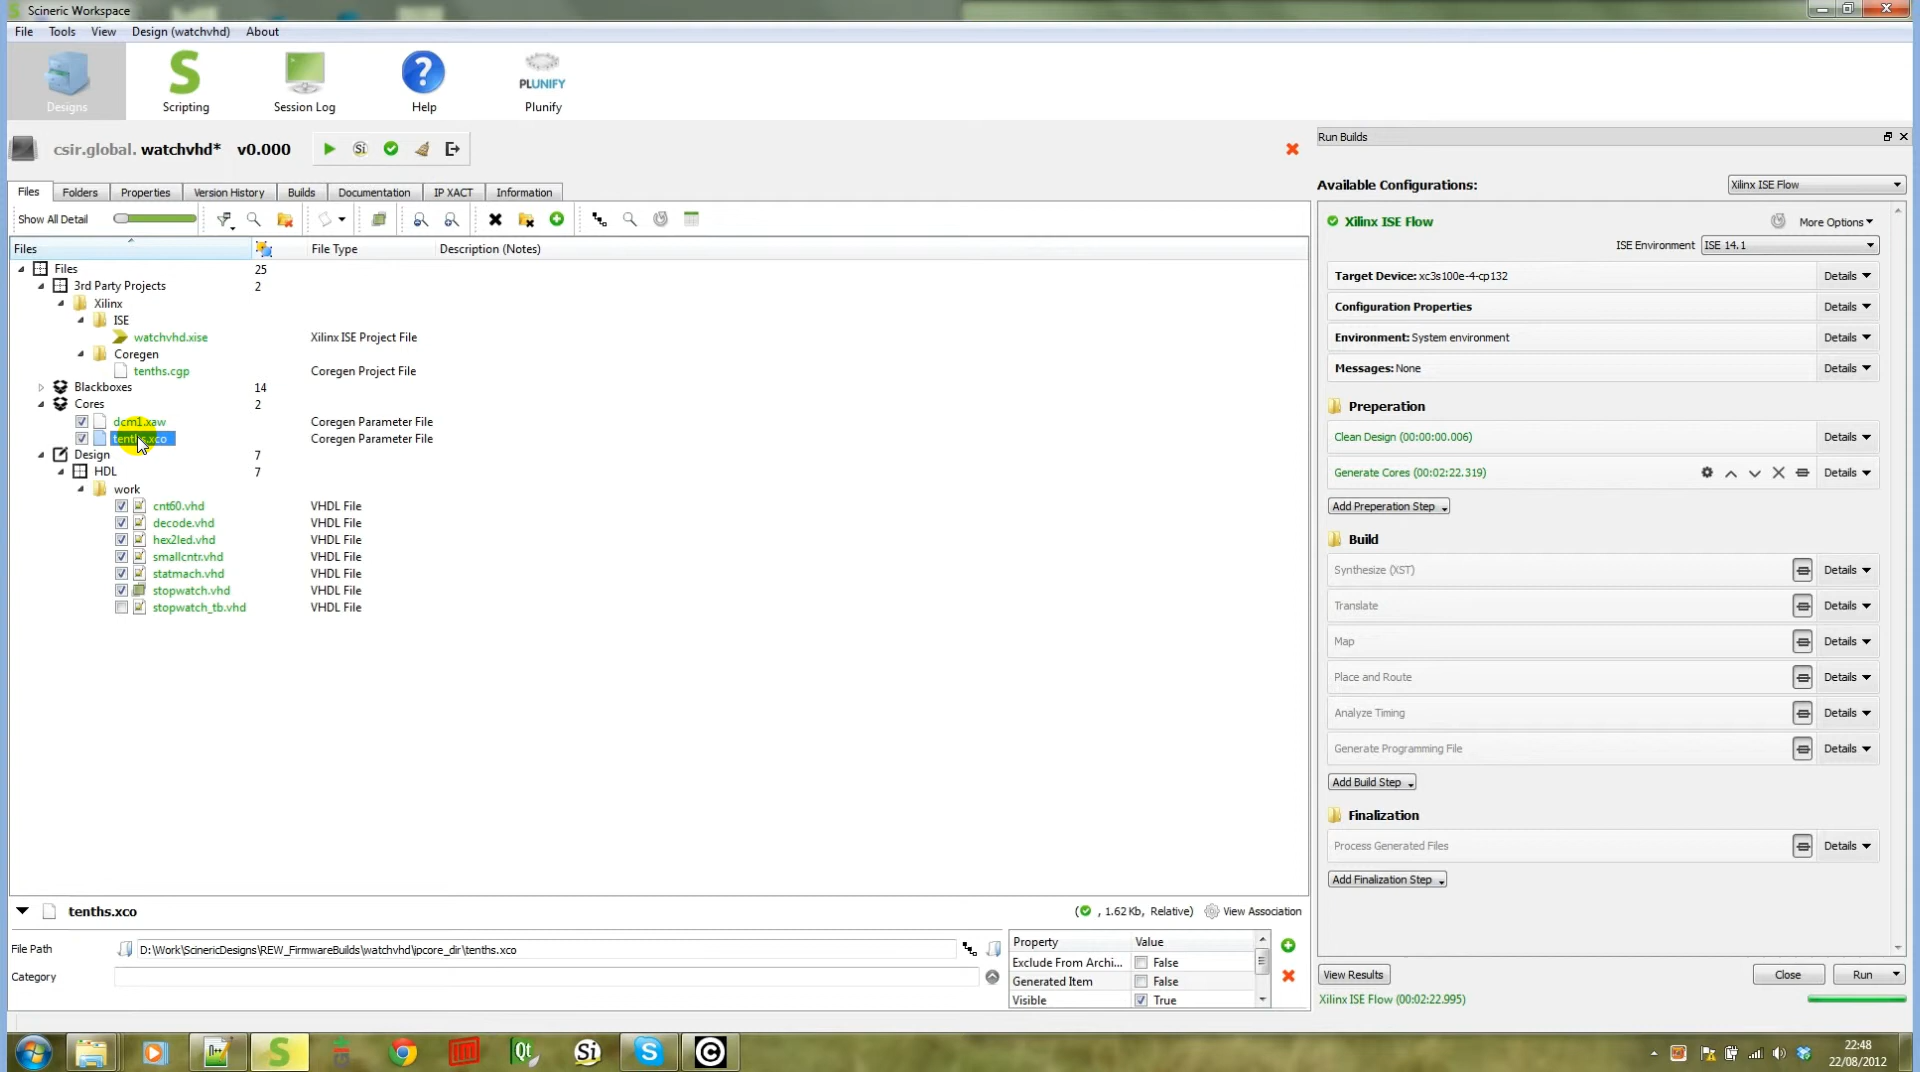 Scineric Workspace
File Tools View Design (watchvhd) About
Designs Scripting Session Log Help PLUNIFY Plunify
csir.global. watchvhd* v0.000
Files Folders Properties Version History Builds Documentation IP XACT Information
Show All Detail
Files File Type Description (Notes)
Files 25
3rd Party Projects 2
Xilinx
ISE
watchvhd.xise Xilinx ISE Project File
Coregen
tenths.cgp Coregen Project File
Blackboxes 14
Cores 2
dcm1.xaw Coregen Parameter File
tenths.xco Coregen Parameter File
Design 7
HDL 7
work
cnt60.vhd VHDL File
decode.vhd VHDL File
hex2led.vhd VHDL File
smallcntr.vhd VHDL File
statmach.vhd VHDL File
stopwatch.vhd VHDL File
stopwatch_tb.vhd VHDL File
tenths.xco ( , 1.62 Kb, Relative) View Association
File Path D:\Work\ScinericDesigns\REW_FirmwareBuilds\watchvhd\ipcore_dir\tenths.xco
Category
Property Value
Exclude From Archi... False
Generated Item False
Visible True
Run Builds
Available Configurations: Xilinx ISE Flow
Xilinx ISE Flow More Options
ISE Environment ISE 14.1
Target Device: xc3s100e-4-cp132 Details
Configuration Properties Details
Environment: System environment Details
Messages: None Details
Preperation
Clean Design (00:00:00.006) Details
Generate Cores (00:02:22.319) Details
Add Preperation Step
Build
Synthesize (XST) Details
Translate Details
Map Details
Place and Route Details
Analyze Timing Details
Generate Programming File Details
Add Build Step
Finalization
Process Generated Files Details
Add Finalization Step
View Results Close Run
Xilinx ISE Flow (00:02:22.995)
22:48
22/08/2012